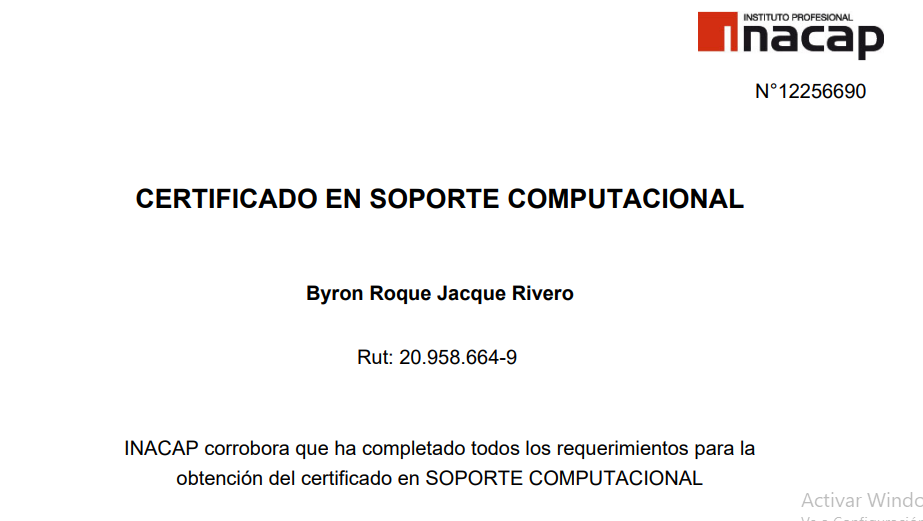 INSTITUTO PROFESIONAL
inacap
N°12256690
CERTIFICADO EN SOPORTE COMPUTACIONAL
Byron Roque Jacque Rivero
Rut: 20.958.664-9
INACAP corrobora que ha completado todos los requerimientos para la
obtención del certificado en SOPORTE COMPUTACIONAL
Activar Windo